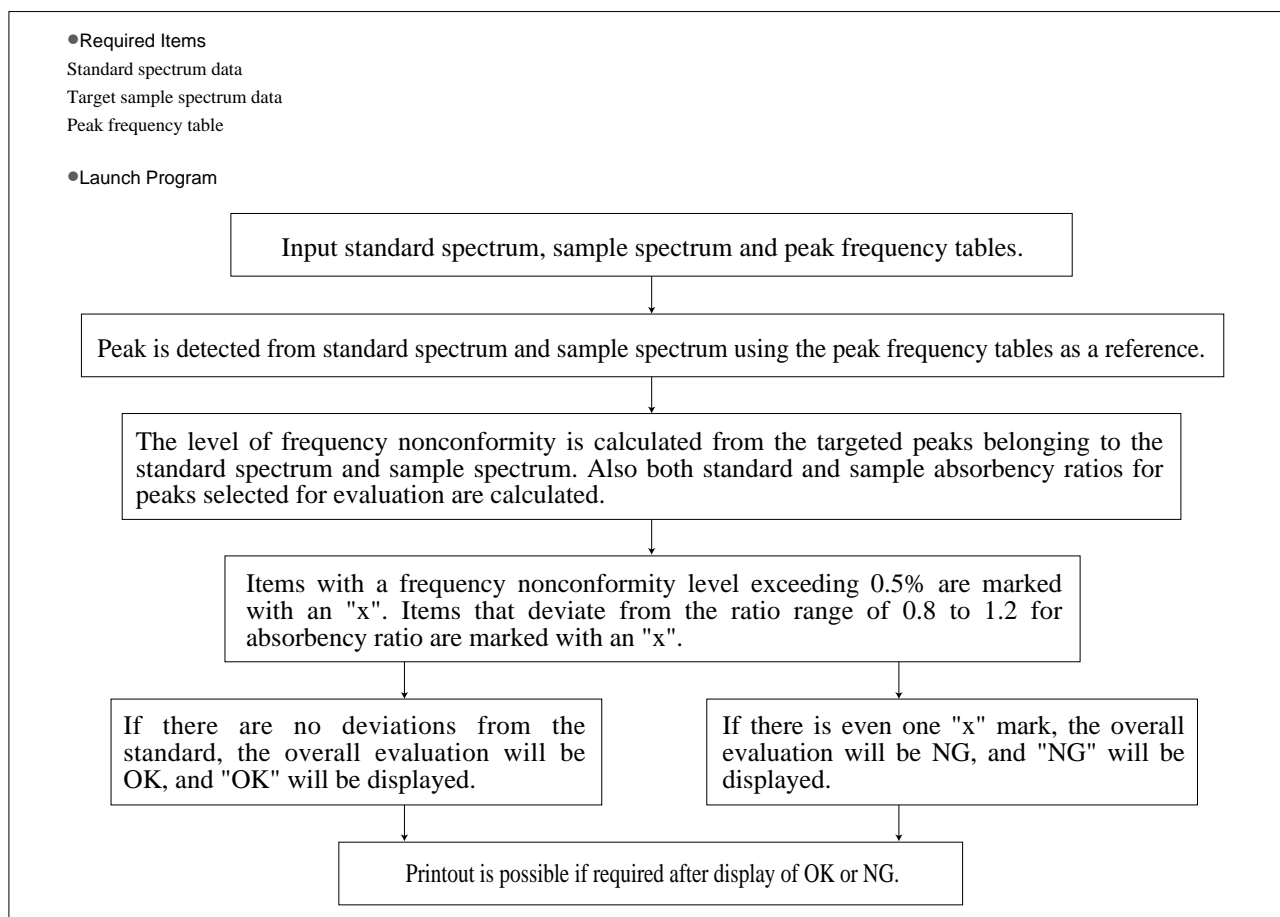 ●Required Items
Standard spectrum data
Target sample spectrum data
Peak frequency table
●Launch Program
Input standard spectrum, sample spectrum and peak frequency tables.
Peak is detected from standard spectrum and sample spectrum using the peak frequency tables as a reference.
The level of frequency nonconformity is calculated from the targeted peaks belonging to the
standard spectrum and sample spectrum. Also both standard and sample absorbency ratios for
peaks selected for evaluation are calculated.
Items with a frequency nonconformity level exceeding 0.5% are marked
with an "x". Items that deviate from the ratio range of 0.8 to 1.2 for
absorbency ratio are marked with an "x".
If there are no deviations from the
standard, the overall evaluation will be
OK, and "OK" will be displayed.
If there is even one "x" mark, the overall
evaluation will be NG, and "NG" will be
displayed.
Printout is possible if required after display of OK or NG.